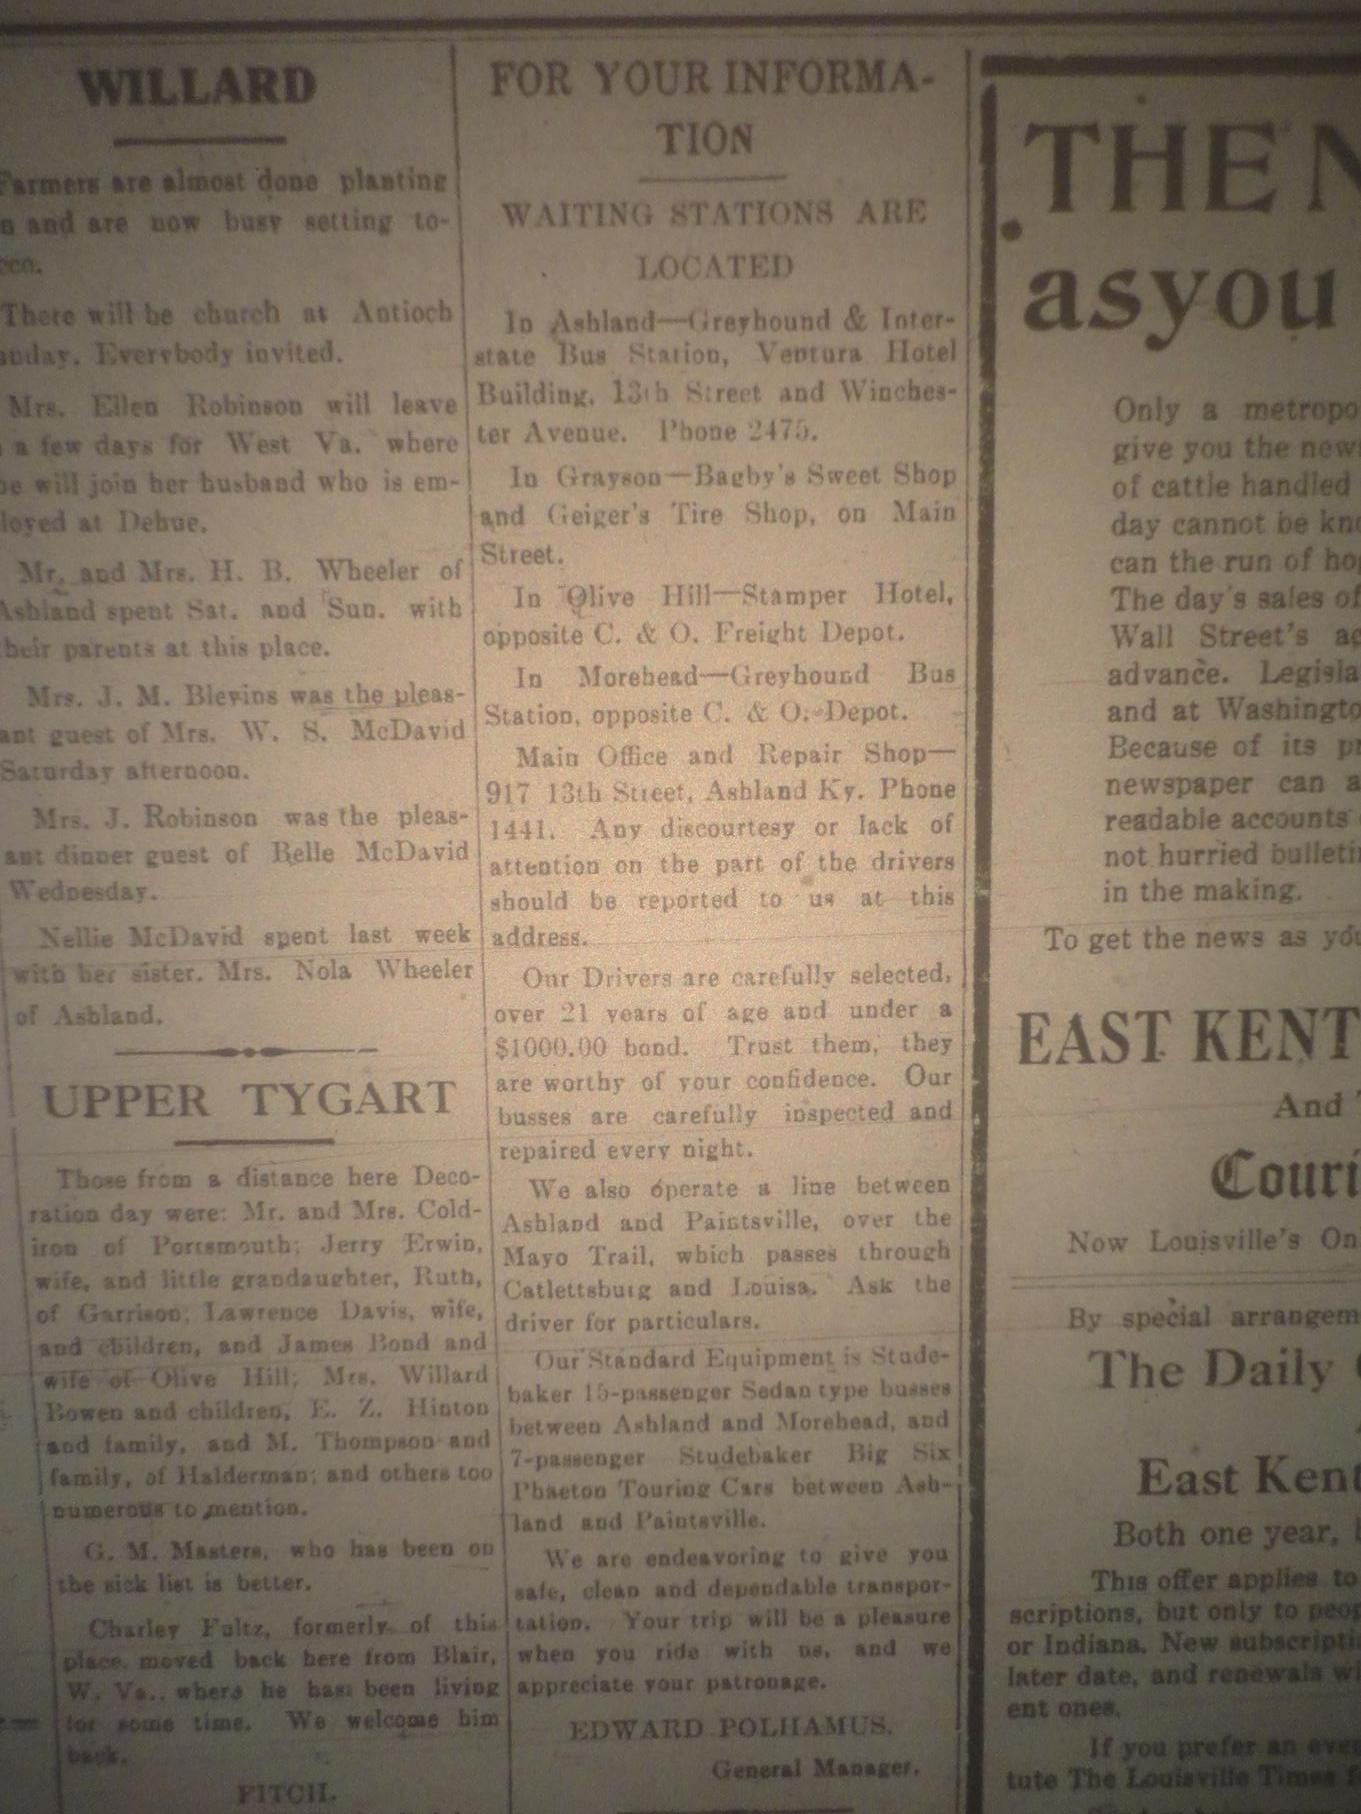 WILLARD
Farmers are almost done planting
and are now busy setting to-
There will be church at Antioch
Everybody invited.
Mrs. Ellen Robinson will leave
a few days for West Va. where
will join her husband who is em-
loyed at Dehue.
Mr. and Mrs. H. B. Wheeler of
Ashland spent Sat. and Sun. with
their parents at this place.
Mrs. J. M. Blevins was the pleas-
ant guest of Mrs. W. S. McDavid
Saturday afternoon.
Mrs. J. Robinson was the pleas-
ant dinner guest of Belle McDavid
Wednesday.
Nellie McDavid spent last week
with her sister. Mrs. Nola Wheeler
of Ashland.
UPPER TYGART
Those from a distance here Deco-
ration day were: Mr. and Mrs. Cold-
iron of Portsmouth; Jerry Erwin,
wife, and little grandaughter, Ruth,
of Garrison; Lawrence Davis, wife,
and children, and James Bond and
wife of Olive Hill; Mrs. Willard
Bowen and children, E. Z. Hinton
and family, and M. Thompson and
family, of Halderman; and others too
numerous to mention.
G. M. Masters, who has been on
the sick list is better.
Charley Fultz, formerly of this
place, moved back here from Blair,
W. Va., where he has been living
for some time. We welcome him
back.
FITCH.
FOR YOUR INFORMA-
TION
WAITING STATIONS ARE
LOCATED
In Ashland—Greyhound & Inter-
state Bus Station, Ventura Hotel
Building, 13th Street and Winches-
ter Avenue. Phone 2475.
In Grayson—Bagby's Sweet Shop
and Geiger's Tire Shop, on Main
Street.
In Olive Hill—Stamper Hotel,
opposite C. & O. Freight Depot.
In Morehead—Greyhound Bus
Station, opposite C. & O. Depot.
Main Office and Repair Shop—
917 13th Street, Ashland Ky. Phone
1441. Any discourtesy or lack of
attention on the part of the drivers
should be reported to us at this
address.
Our Drivers are carefully selected,
over 21 years of age and under a
$1000.00 bond. Trust them, they
are worthy of your confidence. Our
busses are carefully inspected and
repaired every night.
We also operate a line between
Ashland and Paintsville, over the
Mayo Trail, which passes through
Catlettsburg and Louisa. Ask the
driver for particulars.
Our Standard Equipment is Stude-
baker 15-passenger Sedan type busses
between Ashland and Morehead, and
7-passenger Studebaker Big Six
Phaeton Touring Cars between Ash-
land and Paintsville.
We are endeavoring to give you
safe, clean and dependable transpor-
tation. Your trip will be a pleasure
when you ride with us, and we
appreciate your patronage.
EDWARD POLHAMUS,
General Manager.
THE N
as you
Only a metropo
give you the news
of cattle handled
day cannot be kno
can the run of hog
The day's sales of
Wall Street's ac
advance. Legisla
and at Washingto
Because of its pr
newspaper can a
readable accounts
not hurried bulletin
in the making.
To get the news as you
EAST KENT
And
Couri
Now Louisville's On
By special arrangem
The Daily
East Kent
Both one year,
This offer applies to
scriptions, but only to peop
or Indiana. New subscripti
later date, and renewals w
ent ones.
If you prefer an eve
tute The Louisville Times f